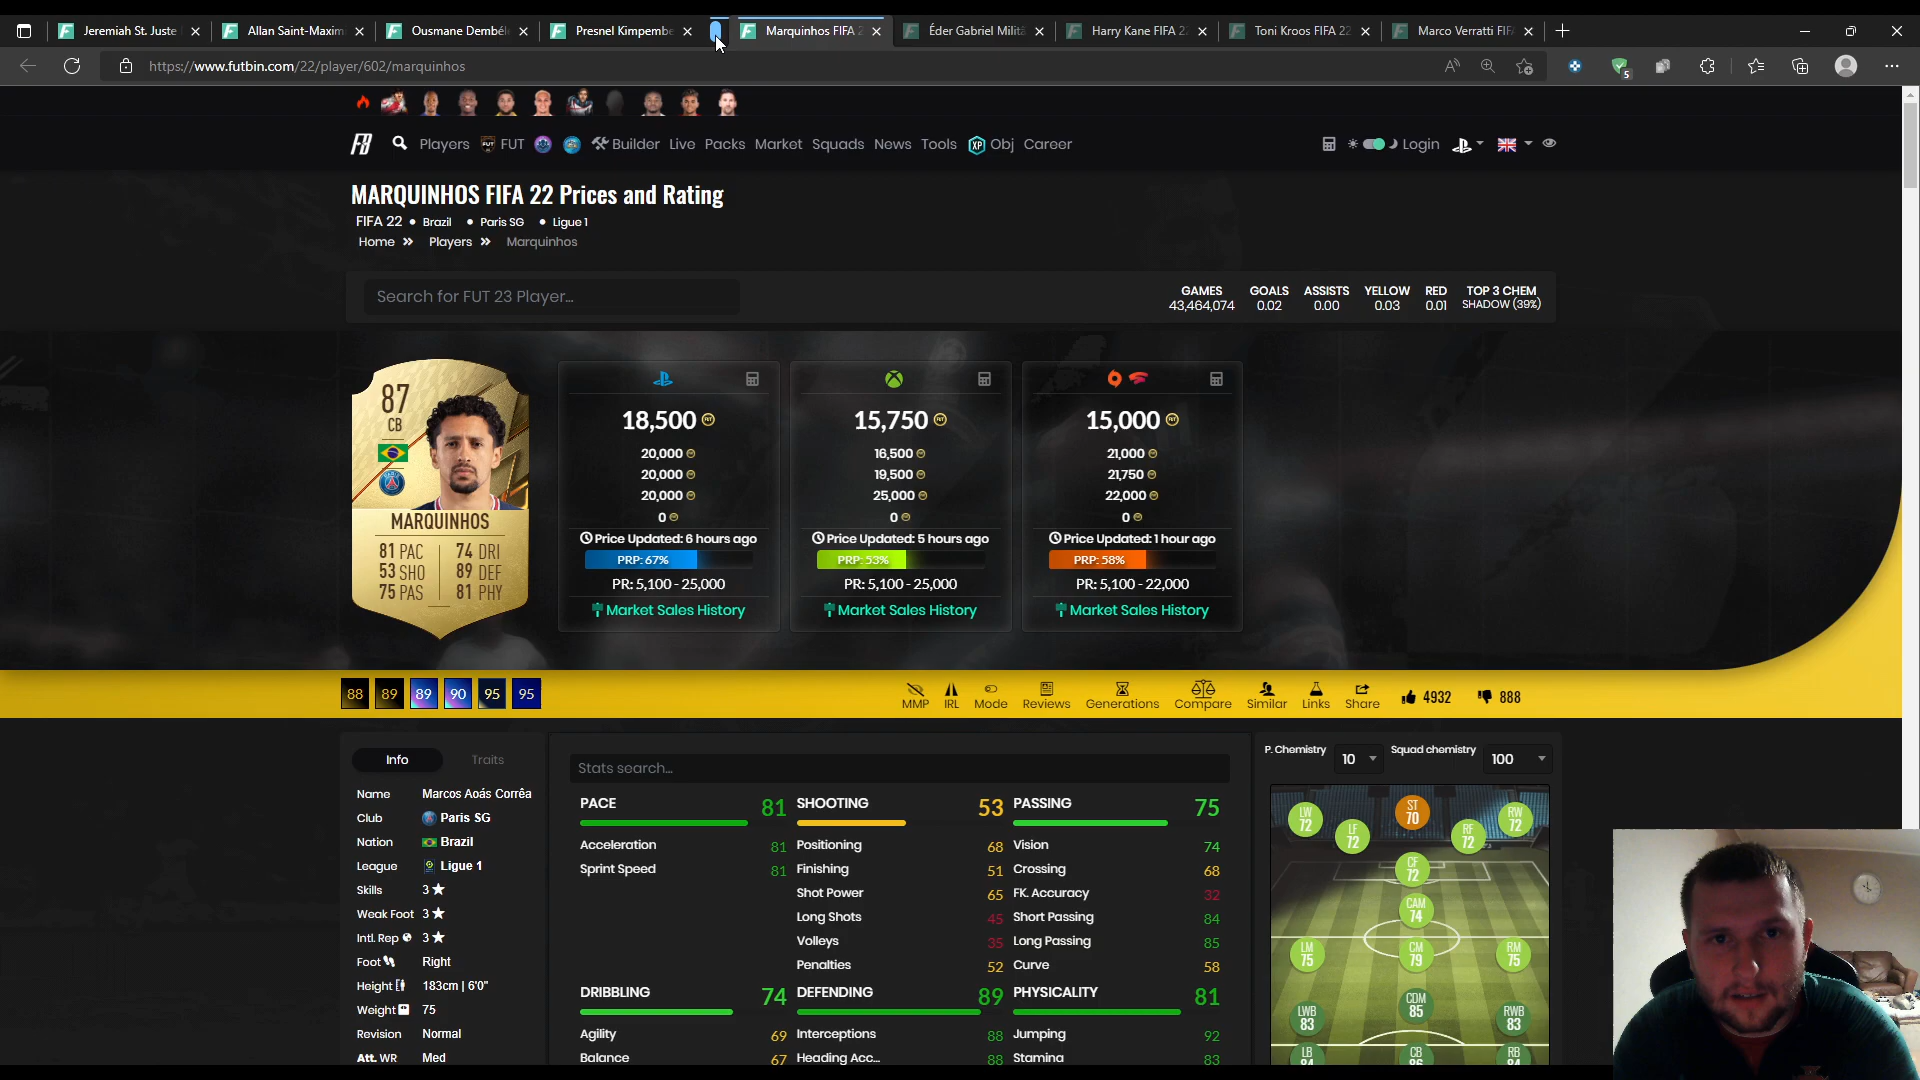 Jeremiah St. Juste
Allan Saint-Maxim
Ousmane Dembél
Presnel Kimpembe
Marquinhos FIFA 2
Éder Gabriel Milit
Harry Kane FIFA 22
Toni Kroos FIFA 22
Marco Verratti FIF
https://www.futbin.com/22/player/602/marquinhos
5
Players
FUT
Builder Live Packs Market Squads News Tools
XP Obj Career
Login
MARQUINHOS FIFA 22 Prices and Rating
FIFA 22 • Brazil • Paris SG • Ligue 1
Home » Players » Marquinhos
Search for FUT 23 Player...
GAMES GOALS ASSISTS YELLOW RED TOP 3 CHEM
43,464,074 0.02 0.00 0.03 0.01 SHADOW (39%)
87
CB
MARQUINHOS
81 PAC 74 DRI
53 SHO 89 DEF
75 PAS 81 PHY
18,500
20,000
20,000
20,000
0
Price Updated: 6 hours ago
PRP: 67%
PR: 5,100 - 25,000
Market Sales History
15,750
16,500
19,500
25,000
0
Price Updated: 5 hours ago
PRP: 53%
PR: 5,100 - 25,000
Market Sales History
15,000
21,000
21,750
22,000
0
Price Updated: 1 hour ago
PRP: 58%
PR: 5,100 - 22,000
Market Sales History
88 89 89 90 95 95
MMP IRL Mode Reviews Generations Compare Similar Links Share
4932 888
Info Traits
Name Marcos Aoás Corrêa
Club Paris SG
Nation Brazil
League Ligue 1
Skills 3
Weak Foot 3
Intl. Rep 3
Foot Right
Height 183cm | 6'0"
Weight 75
Revision Normal
Att. WR Med
Stats search...
PACE 81
Acceleration 81
Sprint Speed 81
SHOOTING 53
Positioning 68
Finishing 51
Shot Power 65
Long Shots 45
Volleys 35
Penalties 52
PASSING 75
Vision 74
Crossing 68
FK. Accuracy 32
Short Passing 84
Long Passing 85
Curve 58
DRIBBLING 74
Agility 69
Balance 67
DEFENDING 89
Interceptions 88
Heading Acc... 88
PHYSICALITY 81
Jumping 92
Stamina 83
P. Chemistry 10 Squad chemistry 100
LW 72
ST 70
RW 72
LF 72
RF 72
CF 72
CAM 74
LM 75
CM 79
RM 75
LWB 83
CDM 85
RWB 83
LB 84
CB 86
RB 84